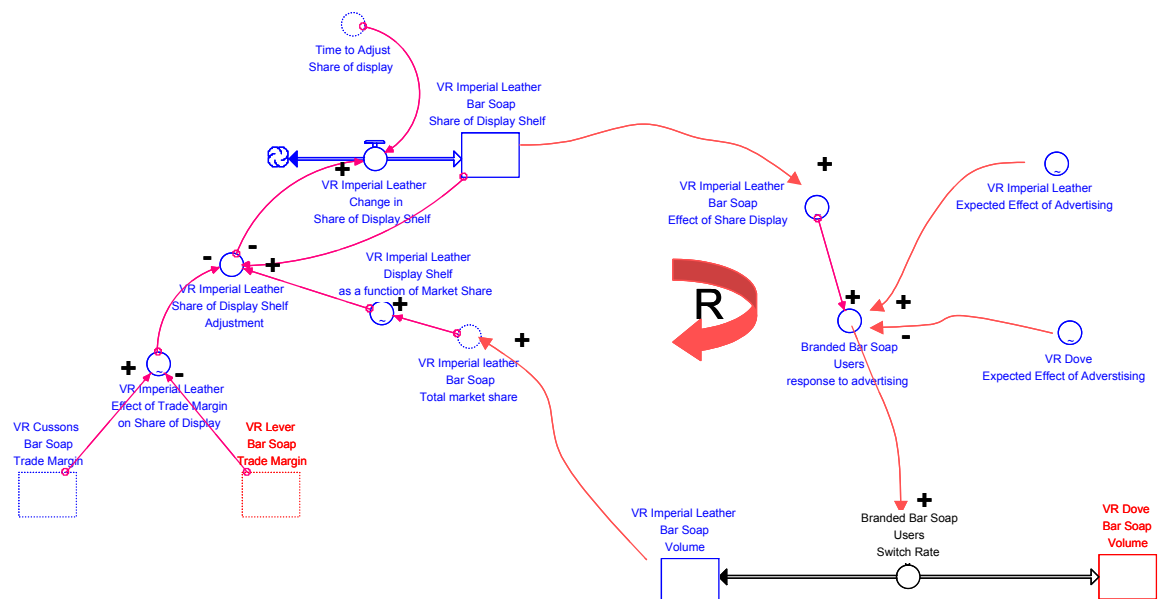 Time to Adjust
Share of display
VR Imperial Leather
Bar Soap
Share of Display Shelf
+
VR Imperial Leather
Change in
Share of Display Shelf
+
VR Imperial Leather
Bar Soap
Effect of Share Display
VR Imperial Leather
Expected Effect of Advertising
-
-
+
VR Imperial Leather
Share of Display Shelf
Adjustment
VR Imperial Leather
Display Shelf
as a function of Market Share
+
R
+
+
-
Branded Bar Soap
Users
response to advertising
VR Dove
Expected Effect of Adverstising
+
VR Imperial leather
Bar Soap
Total market share
+
-
~
~
~
~
~
VR Imperial Leather
Effect of Trade Margin
on Share of Display
VR Cussons
Bar Soap
Trade Margin
VR Lever
Bar Soap
Trade Margin
VR Imperial Leather
Bar Soap
Volume
+
Branded Bar Soap
Users
Switch Rate
VR Dove
Bar Soap
Volume